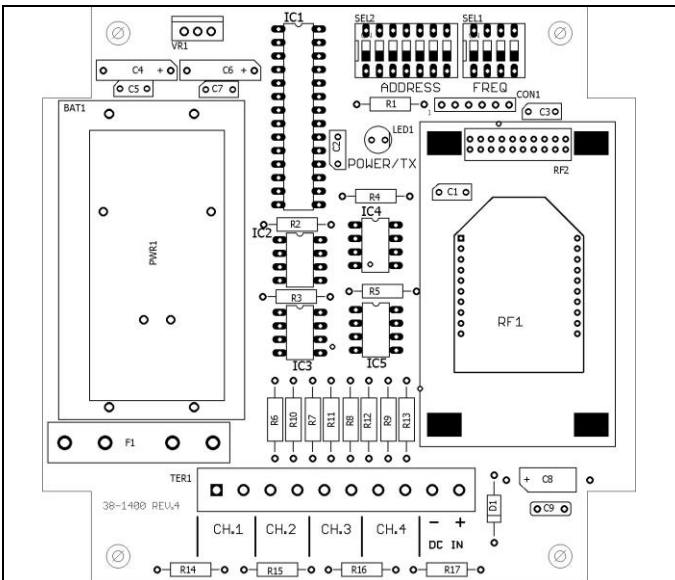 IC1
SEL2
SEL1
VR1
C4 +
C6 +
C5
C7
ADDRESS
FREQ
BAT1
R1
CON1
1
C3
LED1
C2
POWER/TX
RF2
R4
C1
IC4
R2
IC2
PWR1
R5
R3
RF1
IC3
IC5
R6
R10
R7
R11
R8
R12
R9
R13
F1
TER1
+ C8
38-1400 REV.4
D1
C9
CH.1
CH.2
CH.3
CH.4
- +
DC IN
R14
R15
R16
R17